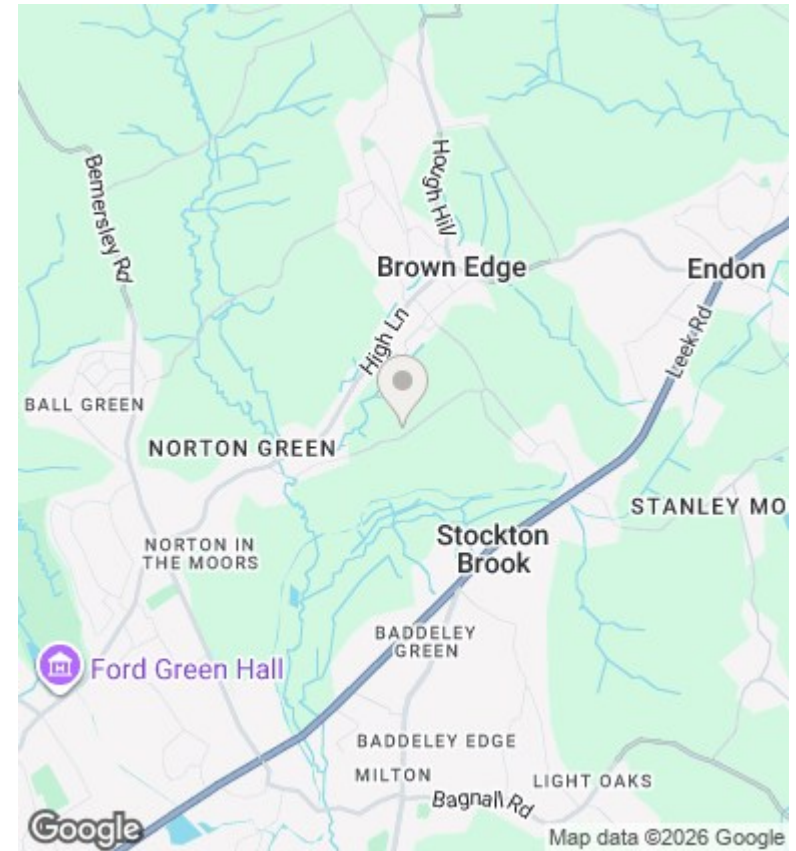 Bemersley Rd
Hough Hill
Brown Edge
Endon
High Ln
Leek Rd
BALL GREEN
NORTON GREEN
STANLEY MO
NORTON IN
THE MOORS
Stockton
Brook
BADDELEY
GREEN
Ford Green Hall
BADDELEY EDGE
MILTON
LIGHT OAKS
Bagnall Rd
Google
Map data ©2026 Google